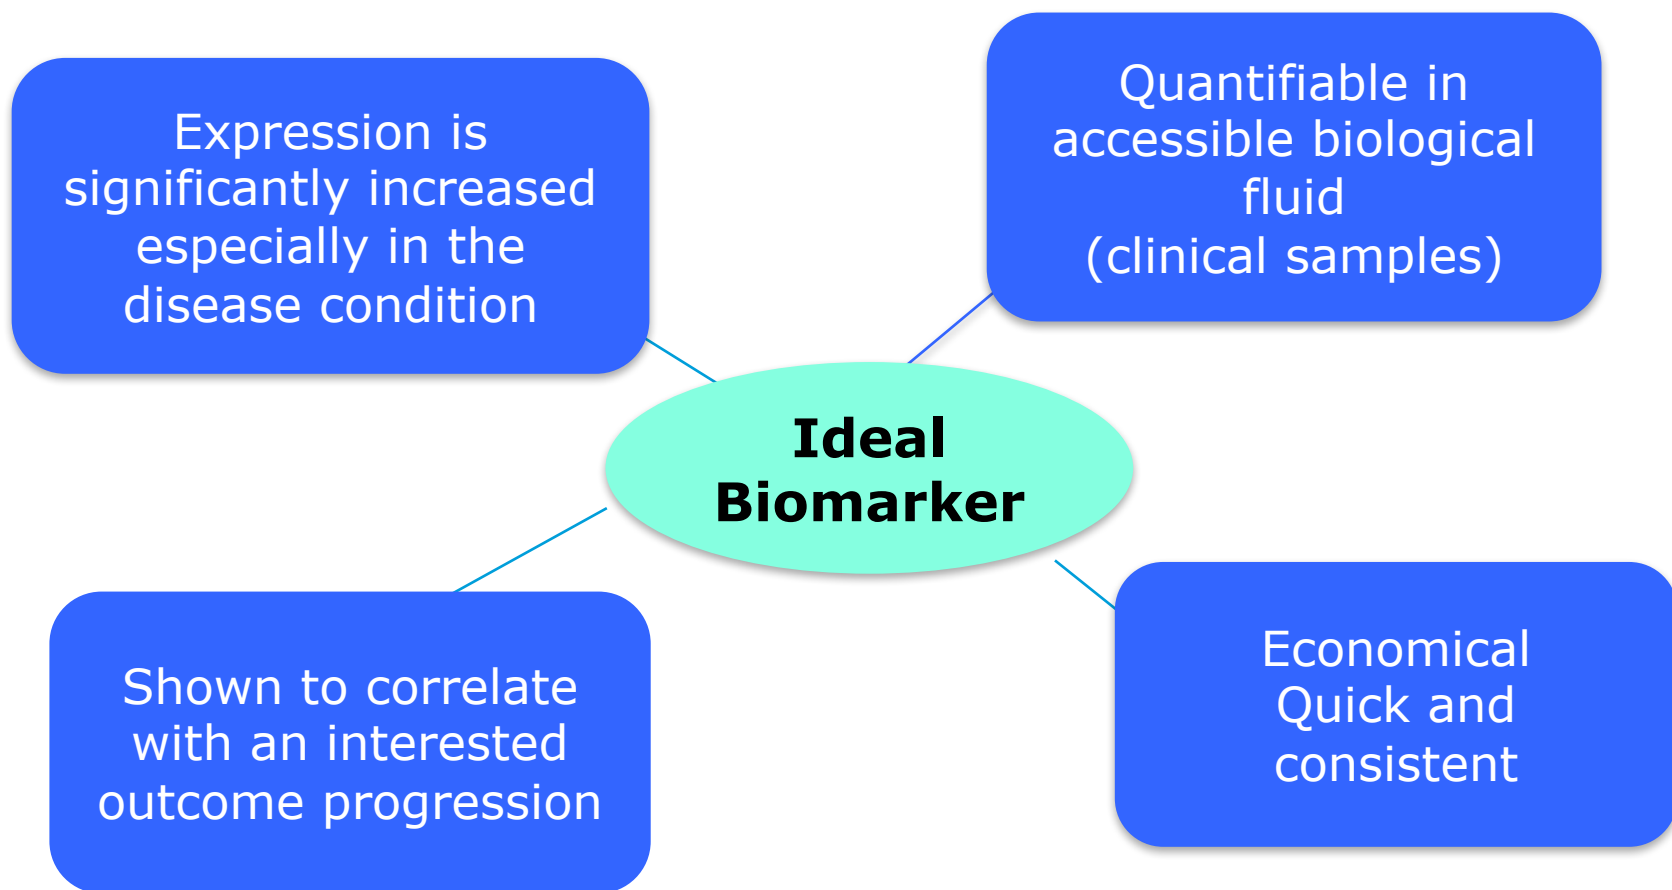 Expression is
significantly increased
especially in the
disease condition
Quantifiable in
accessible biological
fluid
(clinical samples)
Ideal
Biomarker
Shown to correlate
with an interested
outcome progression
Economical
Quick and
consistent